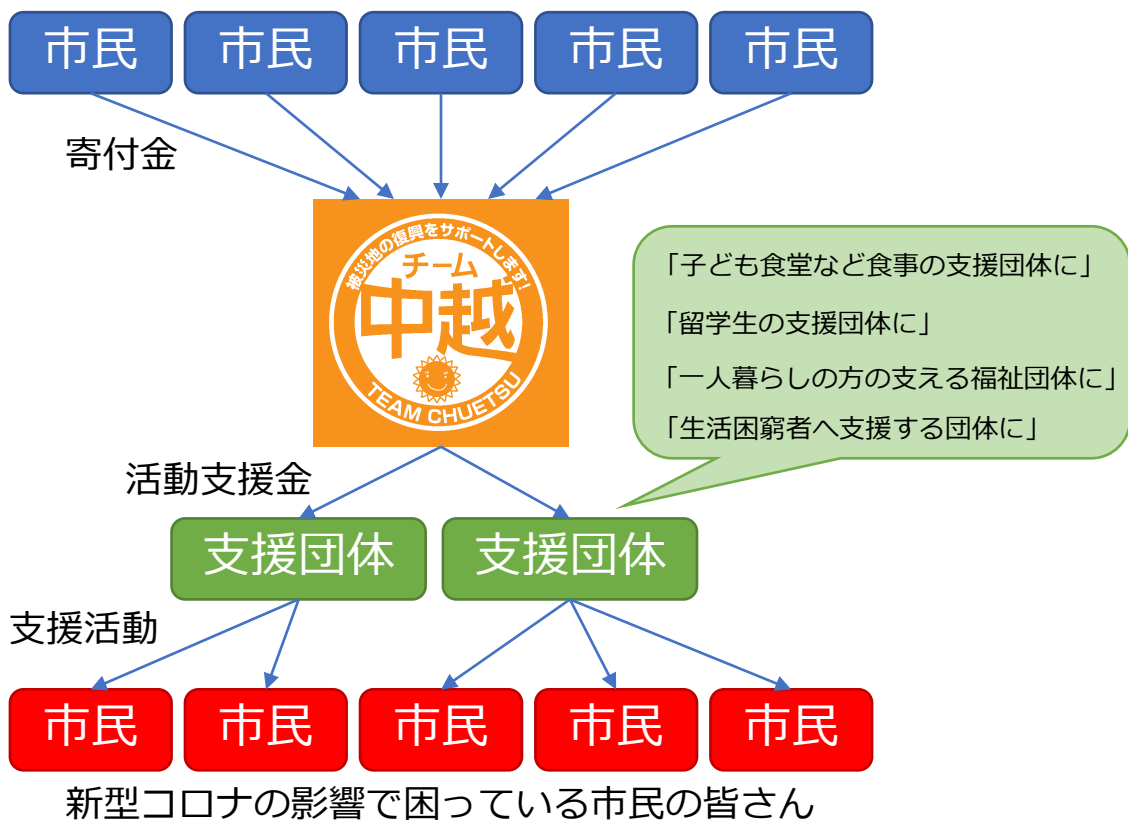 市民 市民 市民 市民 市民
寄付金
被災地の復興をサポートします!
チーム
中越
TEAM CHUETSU
「子ども食堂など食事の支援団体に」
「留学生の支援団体に」
「一人暮らしの方の支える福祉団体に」
「生活困窮者へ支援する団体に」
活動支援金
支援団体 支援団体
支援活動
市民 市民 市民 市民 市民
新型コロナの影響で困っている市民の皆さん